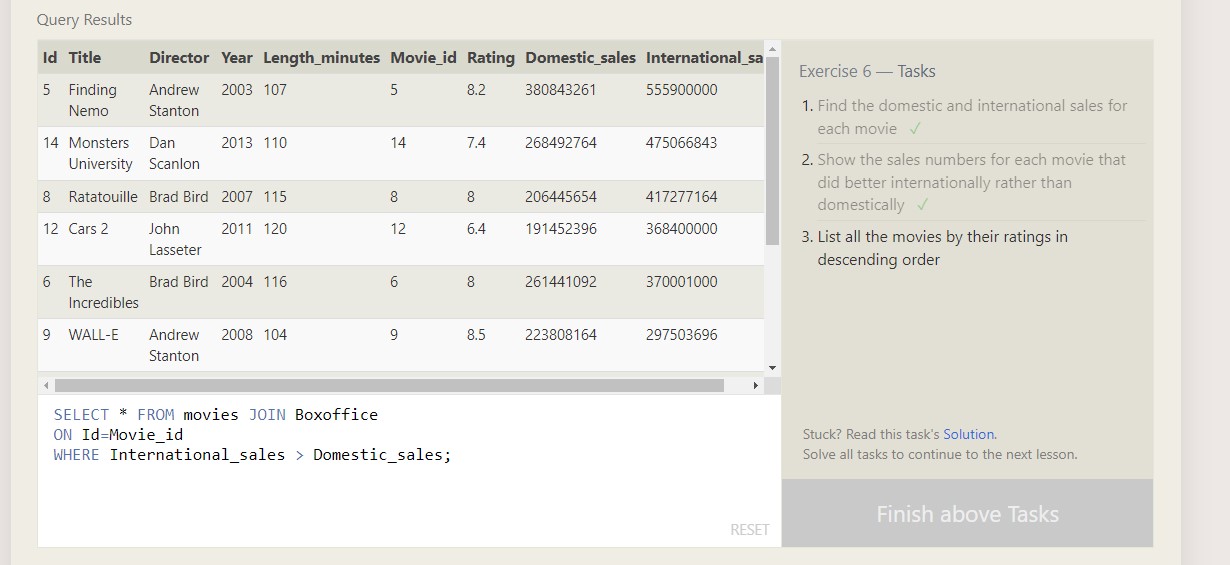 Query Results
Id Title Director Year Length_minutes Movie_id Rating Domestic_sales International_sa
5 Finding Andrew 2003 107 5 8.2 380843261 555900000
Nemo Stanton
14 Monsters Dan 2013 110 14 7.4 268492764 475066843
University Scanlon
8 Ratatouille Brad Bird 2007 115 8 8 206445654 417277164
12 Cars 2 John 2011 120 12 6.4 191452396 368400000
Lasseter
6 The Brad Bird 2004 116 6 8 261441092 370001000
Incredibles
9 WALL-E Andrew 2008 104 9 8.5 223808164 297503696
Stanton
SELECT * FROM movies JOIN Boxoffice
ON Id=Movie_id
WHERE International_sales > Domestic_sales;
RESET
Exercise 6 — Tasks
1. Find the domestic and international sales for
each movie ✓
2. Show the sales numbers for each movie that
did better internationally rather than
domestically ✓
3. List all the movies by their ratings in
descending order
Stuck? Read this task's Solution.
Solve all tasks to continue to the next lesson.
Finish above Tasks